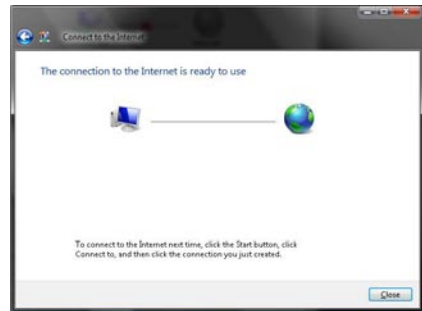 Connect to the Internet
The connection to the Internet is ready to use
To connect to the Internet next time, click the Start button, click
Connect to, and then click the connection you just created.
Close